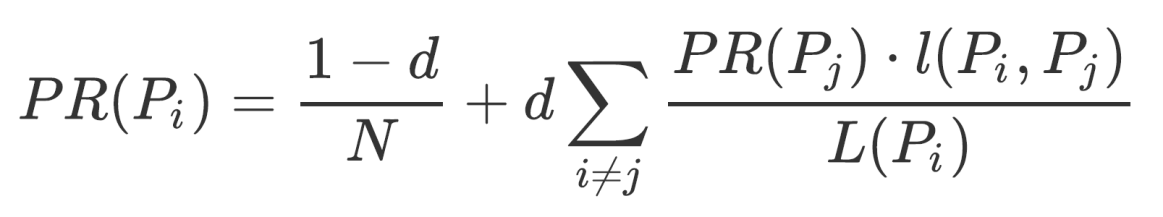 PR(P_i) = \frac{1-d}{N} + d \sum_{i \neq j} \frac{PR(P_j) \cdot l(P_i, P_j)}{L(P_i)}